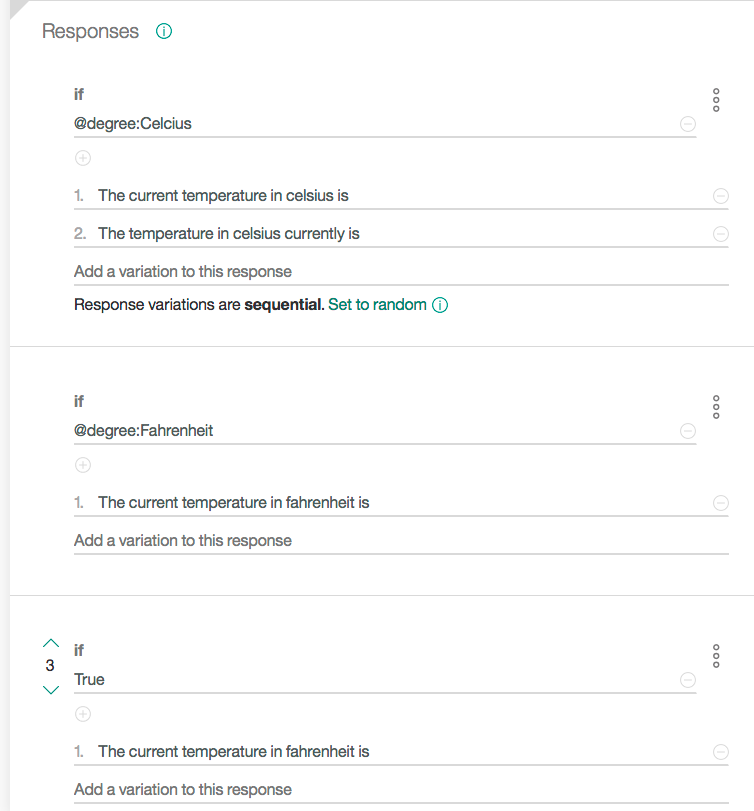 Responses
if
@degree:Celcius
1. The current temperature in celsius is
2. The temperature in celsius currently is
Add a variation to this response
Response variations are sequential. Set to random
if
@degree:Fahrenheit
1. The current temperature in fahrenheit is
Add a variation to this response
3
if
True
1. The current temperature in fahrenheit is
Add a variation to this response